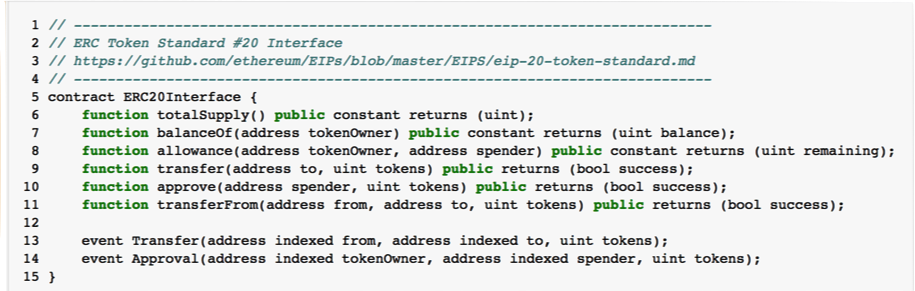 1 // ----------------------------------------------------------------------------
2 // ERC Token Standard #20 Interface
3 // https://github.com/ethereum/EIPs/blob/master/EIPS/eip-20-token-standard.md
4 // ----------------------------------------------------------------------------
5 contract ERC20Interface {
6     function totalSupply() public constant returns (uint);
7     function balanceOf(address tokenOwner) public constant returns (uint balance);
8     function allowance(address tokenOwner, address spender) public constant returns (uint remaining);
9     function transfer(address to, uint tokens) public returns (bool success);
10     function approve(address spender, uint tokens) public returns (bool success);
11     function transferFrom(address from, address to, uint tokens) public returns (bool success);
12
13     event Transfer(address indexed from, address indexed to, uint tokens);
14     event Approval(address indexed tokenOwner, address indexed spender, uint tokens);
15 }